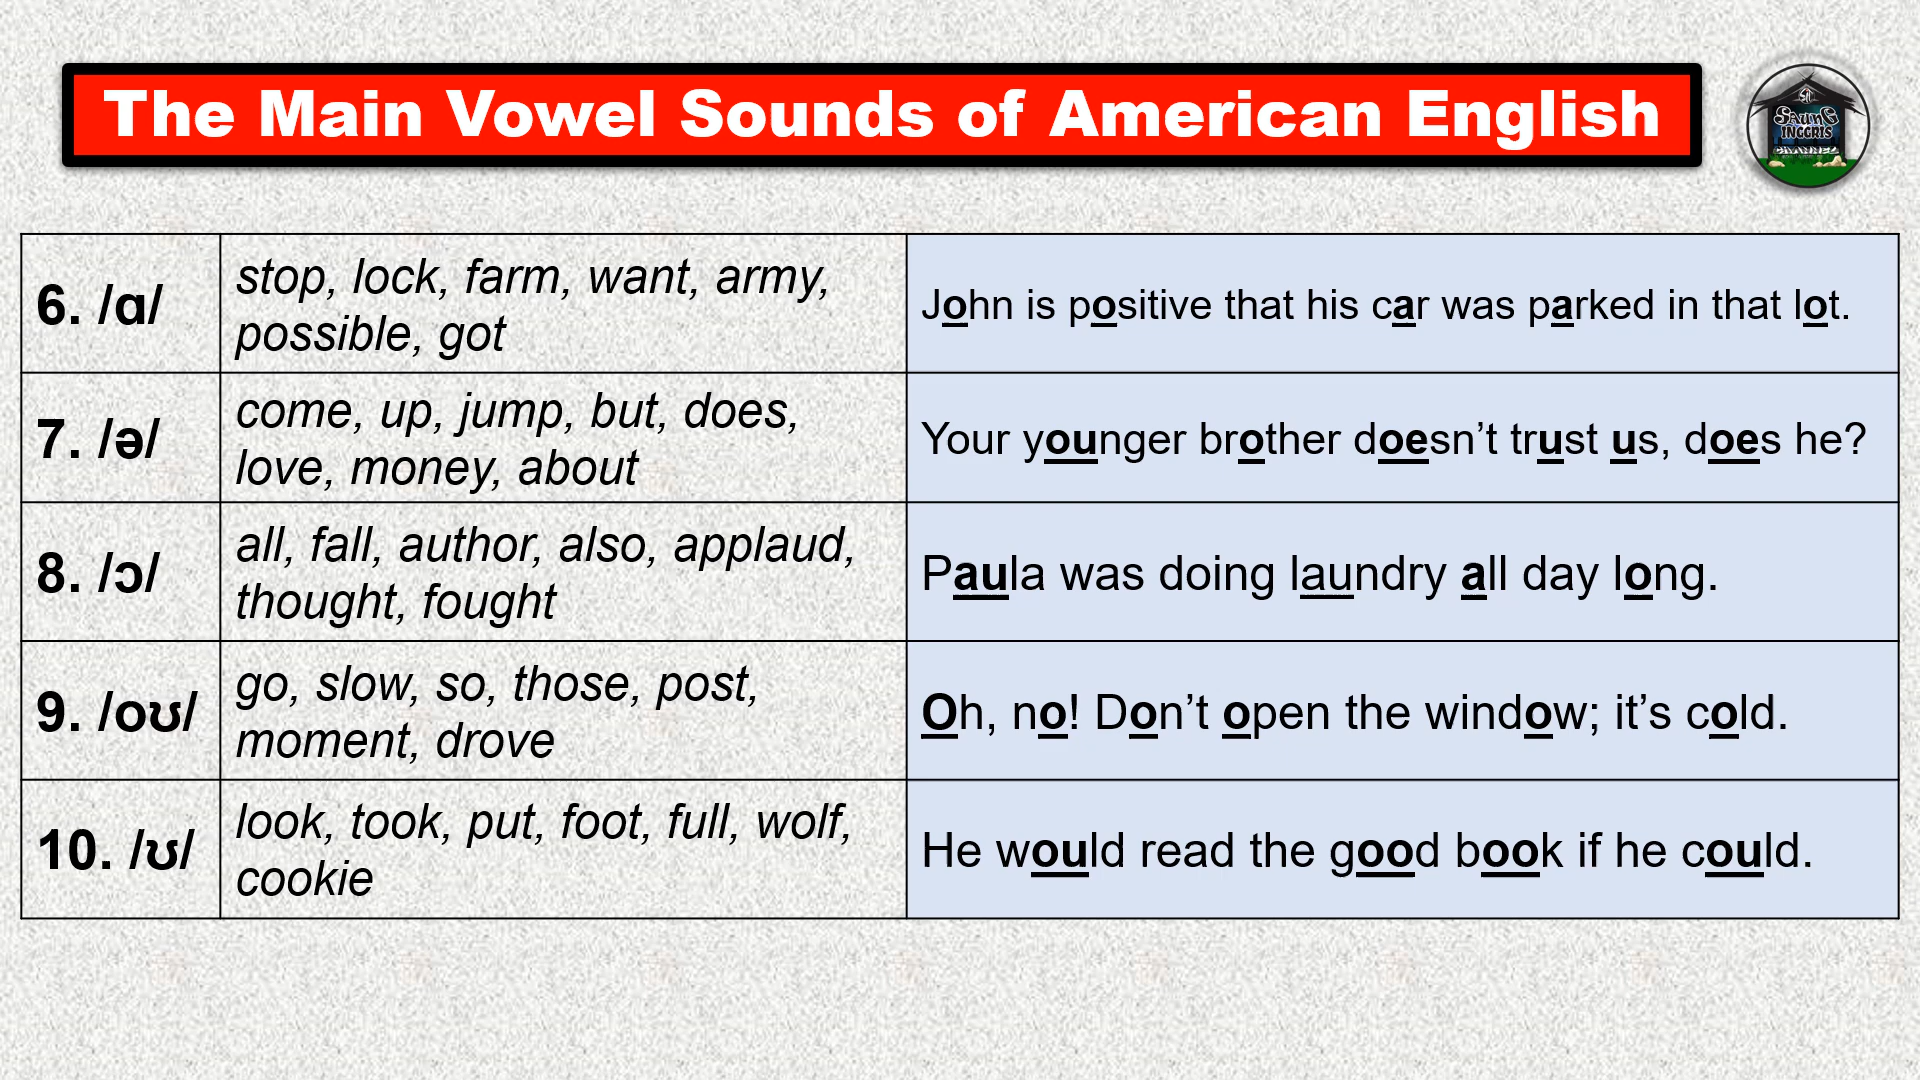 The Main Vowel Sounds of American English
SAUNG
INGGRIS
CHANNEL
6. /ɑ/
stop, lock, farm, want, army,
possible, got
John is positive that his car was parked in that lot.
7. /ə/
come, up, jump, but, does,
love, money, about
Your younger brother doesn’t trust us, does he?
8. /ɔ/
all, fall, author, also, applaud,
thought, fought
Paula was doing laundry all day long.
9. /oʊ/
go, slow, so, those, post,
moment, drove
Oh, no! Don’t open the window; it’s cold.
10. /ʊ/
look, took, put, foot, full, wolf,
cookie
He would read the good book if he could.